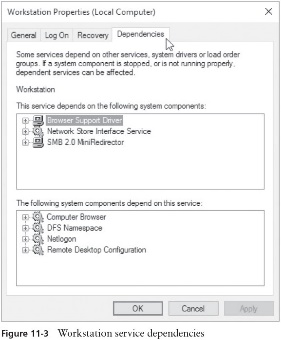 Workstation Properties (Local Computer)
General Log On Recovery Dependencies
Some services depend on other services, system drivers or load order
groups. If a system component is stopped, or is not running properly,
dependent services can be affected.
Workstation
This service depends on the following system components:
Browser Support Driver
Network Store Interface Service
SMB 2.0 MiniRedirector
The following system components depend on this service:
Computer Browser
DFS Namespace
Netlogon
Remote Desktop Configuration
OK Cancel Apply
Figure 11-3 Workstation service dependencies